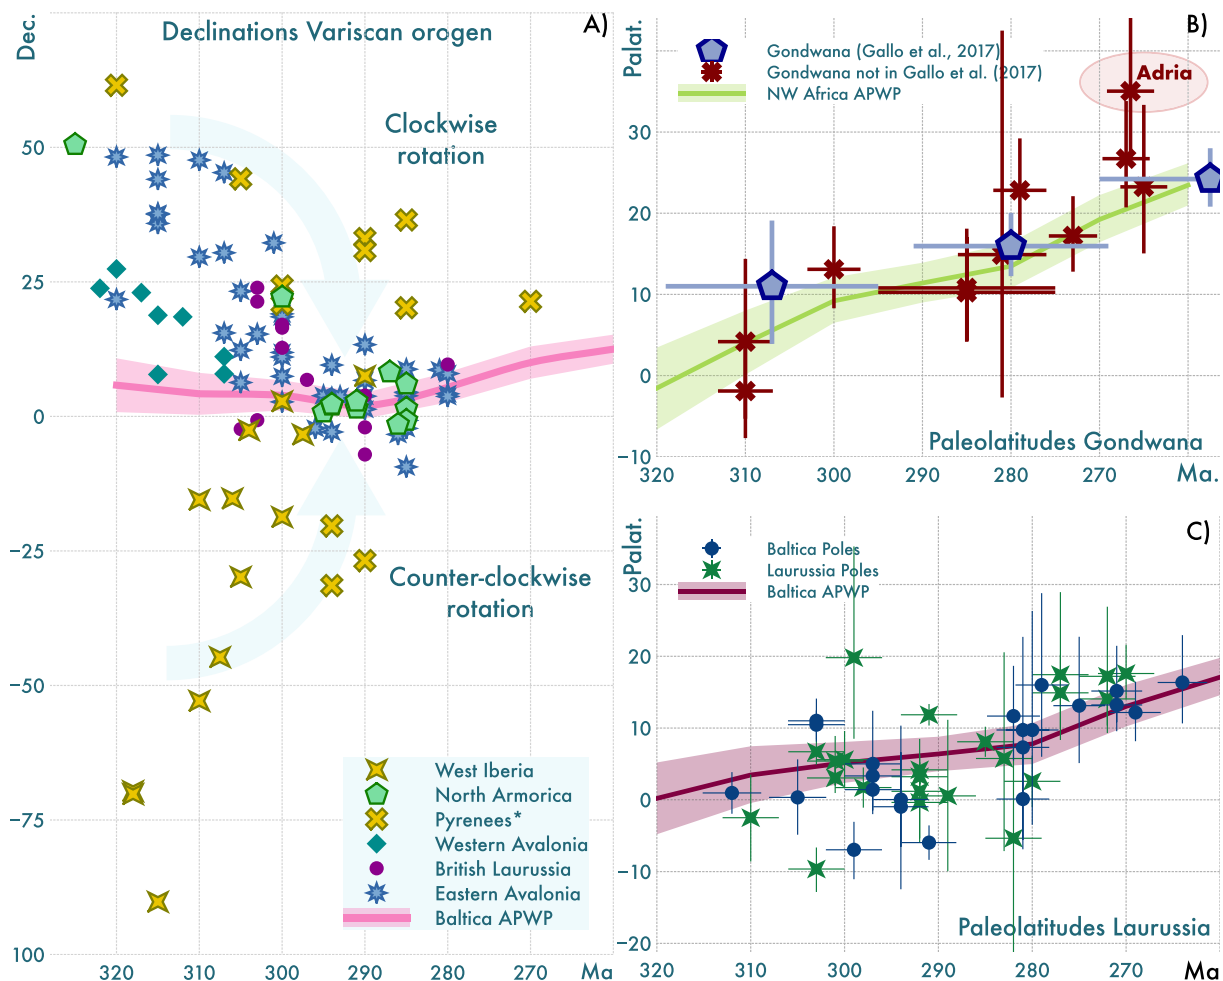 A)
Dec.
Declinations Variscan orogen
Clockwise
rotation
Counter-clockwise
rotation
50
25
0
−25
−50
−75
100
West Iberia
North Armorica
Pyrenees*
Western Avalonia
British Laurussia
Eastern Avalonia
Baltica APWP
320
310
300
290
280
270
Ma
B)
Palat.
Gondwana (Gallo et al., 2017)
Gondwana not in Gallo et al. (2017)
NW Africa APWP
Adria
30
20
10
0
−10
Paleolatitudes Gondwana
320
310
300
290
280
270
Ma.
C)
Palat.
Baltica Poles
Laurussia Poles
Baltica APWP
30
20
10
0
−10
−20
Paleolatitudes Laurussia
320
310
300
290
280
270
Ma